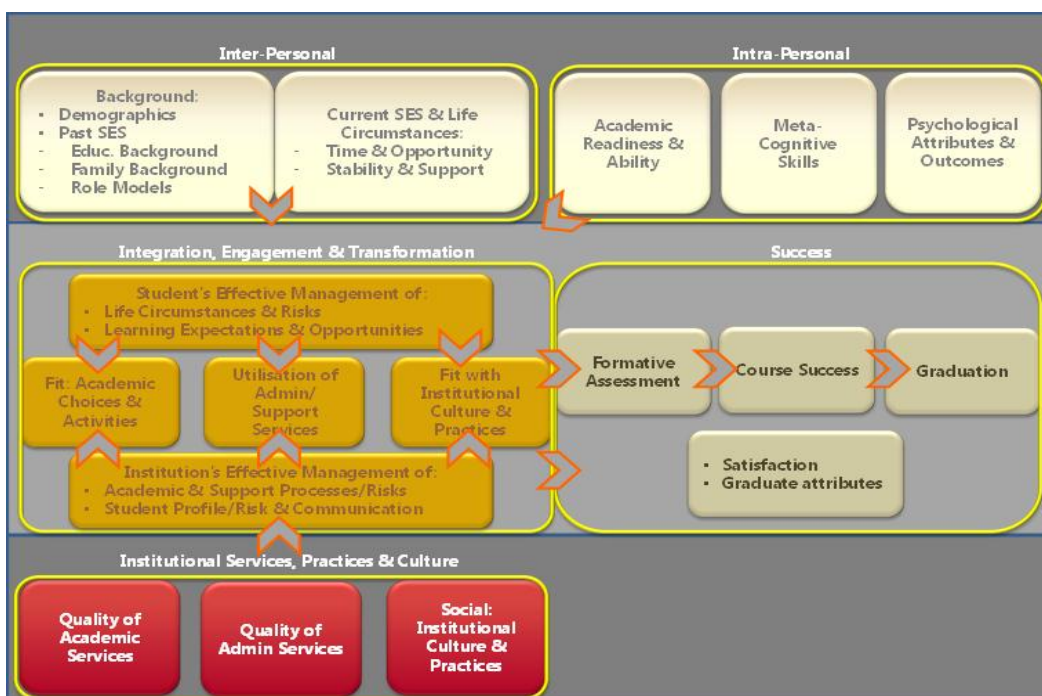 Inter-Personal
Background:
• Demographics
• Past SES
- Educ. Background
- Family Background
- Role Models
Current SES & Life
Circumstances:
- Time & Opportunity
- Stability & Support
Intra-Personal
Academic
Readiness &
Ability
Meta-
Cognitive
Skills
Psychological
Attributes &
Outcomes
Integration, Engagement & Transformation
Student's Effective Management of:
• Life Circumstances & Risks
• Learning Expectations & Opportunities
Fit: Academic
Choices &
Activities
Utilisation of
Admin/
Support
Services
Fit with
Institutional
Culture &
Practices
Institution's Effective Management of:
• Academic & Support Processes/Risks
• Student Profile/Risk & Communication
Success
Formative
Assessment
Course Success
Graduation
• Satisfaction
• Graduate attributes
Institutional Services, Practices & Culture
Quality of
Academic
Services
Quality of
Admin Services
Social:
Institutional
Culture &
Practices